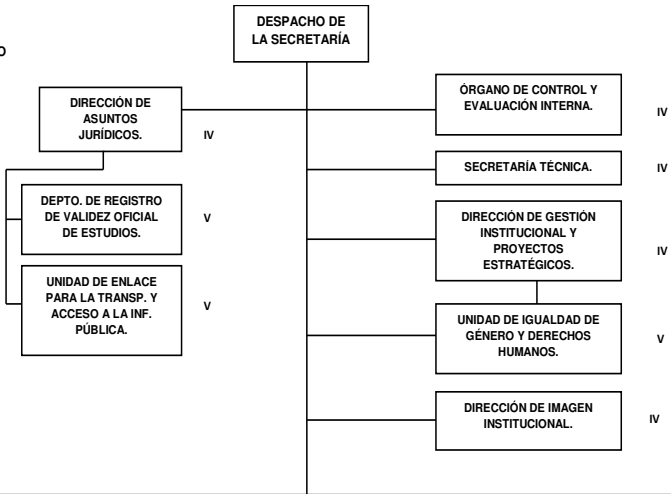 DESPACHO DE
LA SECRETARÍA
O
DIRECCIÓN DE
ASUNTOS
JURÍDICOS.
IV
DEPTO. DE REGISTRO
DE VALIDEZ OFICIAL
DE ESTUDIOS.
V
UNIDAD DE ENLACE
PARA LA TRANSP. Y
ACCESO A LA INF.
PÚBLICA.
V
ÓRGANO DE CONTROL Y
EVALUACIÓN INTERNA.
IV
SECRETARÍA TÉCNICA.
IV
DIRECCIÓN DE GESTIÓN
INSTITUCIONAL Y
PROYECTOS
ESTRATÉGICOS.
IV
UNIDAD DE IGUALDAD DE
GÉNERO Y DERECHOS
HUMANOS.
V
DIRECCIÓN DE IMAGEN
INSTITUCIONAL.
IV